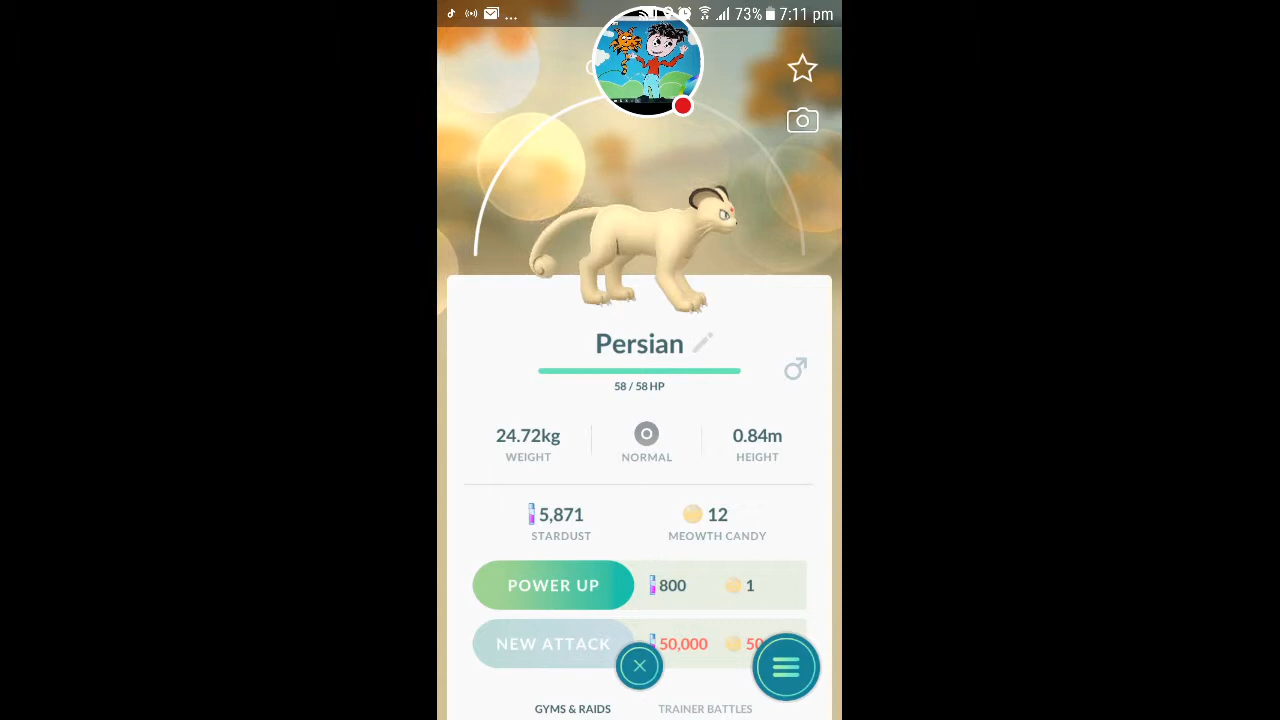 ... 73% 7:11 pm
Persian
58 / 58 HP
24.72kg 0.84m
WEIGHT NORMAL HEIGHT
5,871 12
STARDUST MEOWTH CANDY
POWER UP 800 1
NEW ATTACK 50,000
GYMS & RAIDS TRAINER BATTLES